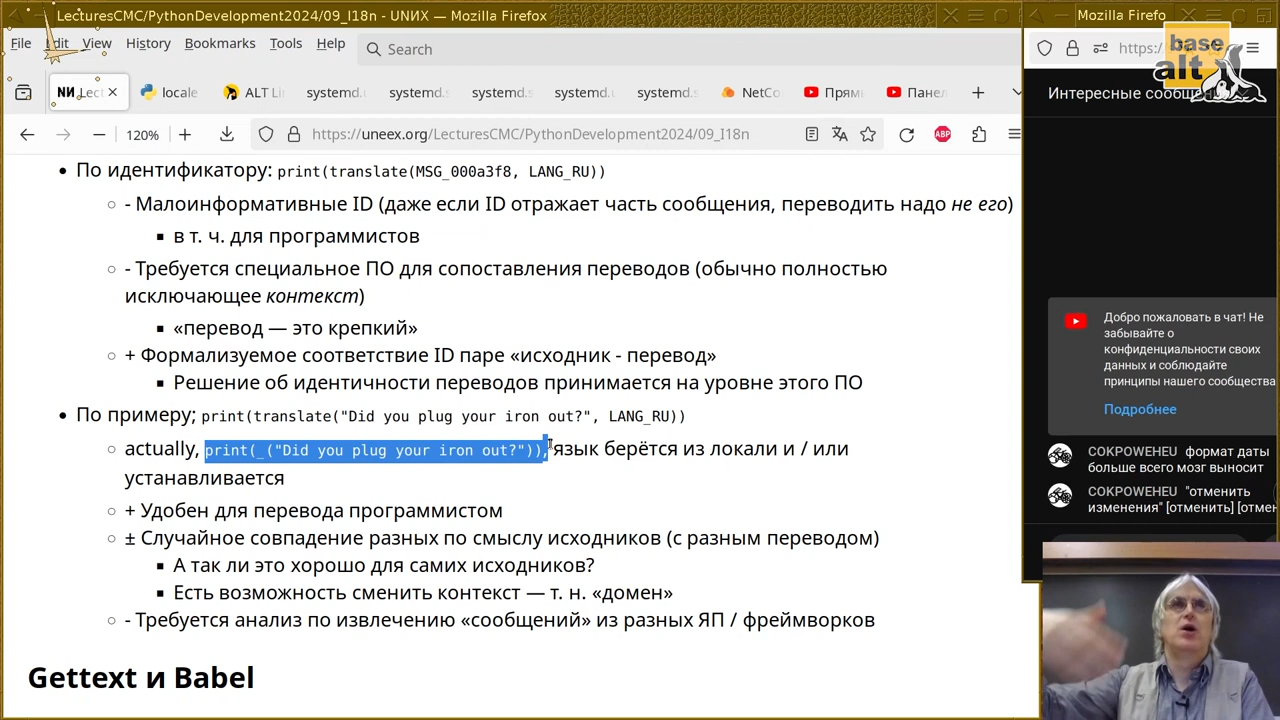 LecturesCMC/PythonDevelopment2024/09_I18n - UNИX — Mozilla Firefox
Mozilla Firefo
File Edit View History Bookmarks Tools Help
Search
https:/
base
alt
Lect
locale
ALT Li
systemd.u
systemd.s
systemd.s
systemd.u
systemd.s
NetCo
Прям
Панел
Интересные сообщен
120%
https://uneex.org/LecturesCMC/PythonDevelopment2024/09_I18n
ABP
По идентификатору: print(translate(MSG_000a3f8, LANG_RU))
- Малоинформативные ID (даже если ID отражает часть сообщения, переводить надо не его)
в т. ч. для программистов
- Требуется специальное ПО для сопоставления переводов (обычно полностью
исключающее контекст)
«перевод — это крепкий»
+ Формализуемое соответствие ID паре «исходник - перевод»
Решение об идентичности переводов принимается на уровне этого ПО
По примеру; print(translate("Did you plug your iron out?", LANG_RU))
actually, print(_("Did you plug your iron out?")), язык берётся из локали и / или
устанавливается
+ Удобен для перевода программистом
± Случайное совпадение разных по смыслу исходников (с разным переводом)
А так ли это хорошо для самих исходников?
Есть возможность сменить контекст — т. н. «домен»
- Требуется анализ по извлечению «сообщений» из разных ЯП / фреймворков
Gettext и Babel
Добро пожаловать в чат! Не
забывайте о
конфиденциальности своих
данных и соблюдайте
принципы нашего сообщества
Подробнее
COKPOWEHEU формат даты
больше всего мозг выносит
COKPOWEHEU "отменить
изменения" [отменить] [отмен